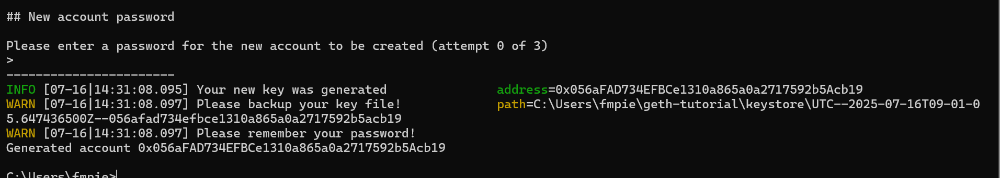 ## New account password
Please enter a password for the new account to be created (attempt 0 of 3)
>
-----------------------
INFO [07-16|14:31:08.095] Your new key was generated               address=0x056aFAD734EFBCe1310a865a0a2717592b5Acb19
WARN [07-16|14:31:08.097] Please backup your key file!             path=C:\Users\fmpie\geth-tutorial\keystore\UTC--2025-07-16T09-01-0
5.647436500Z--056afad734efbce1310a865a0a2717592b5acb19
WARN [07-16|14:31:08.097] Please remember your password!
Generated account 0x056aFAD734EFBCe1310a865a0a2717592b5Acb19
C:\Users\fmpie>